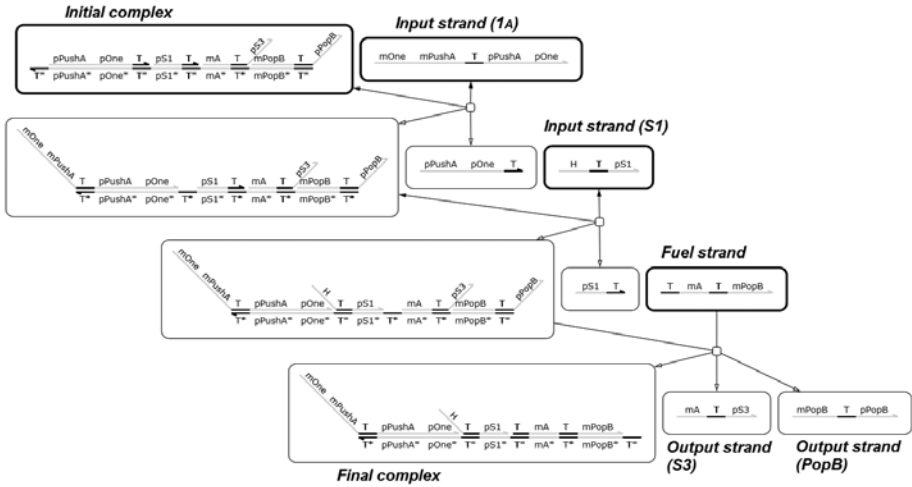 Initial complex
pS3
pPopB
pPushA pOne T pS1 T mA T mPopB T
T* pPushA* pOne* T* pS1* T* mA* T* mPopB* T*
Input strand (1A)
mOne mPushA T pPushA pOne
mOne
mPushA
pS3
pPopB
T pPushA pOne pS1 T mA T mPopB T
T* pPushA* pOne* T* pS1* T* mA* T* mPopB* T*
pPushA pOne T
Input strand (S1)
H T pS1
mOne
mPushA
H
pS3
pPopB
T pPushA pOne T pS1 mA T mPopB T
T* pPushA* pOne* T* pS1* T* mA* T* mPopB* T*
pS1 T
Fuel strand
T mA T mPopB
mOne
mPushA
H
T pPushA pOne T pS1 T mA T mPopB
T* pPushA* pOne* T* pS1* T* mA* T* mPopB* T*
Final complex
mA T pS3
Output strand
(S3)
mPopB T pPopB
Output strand
(PopB)